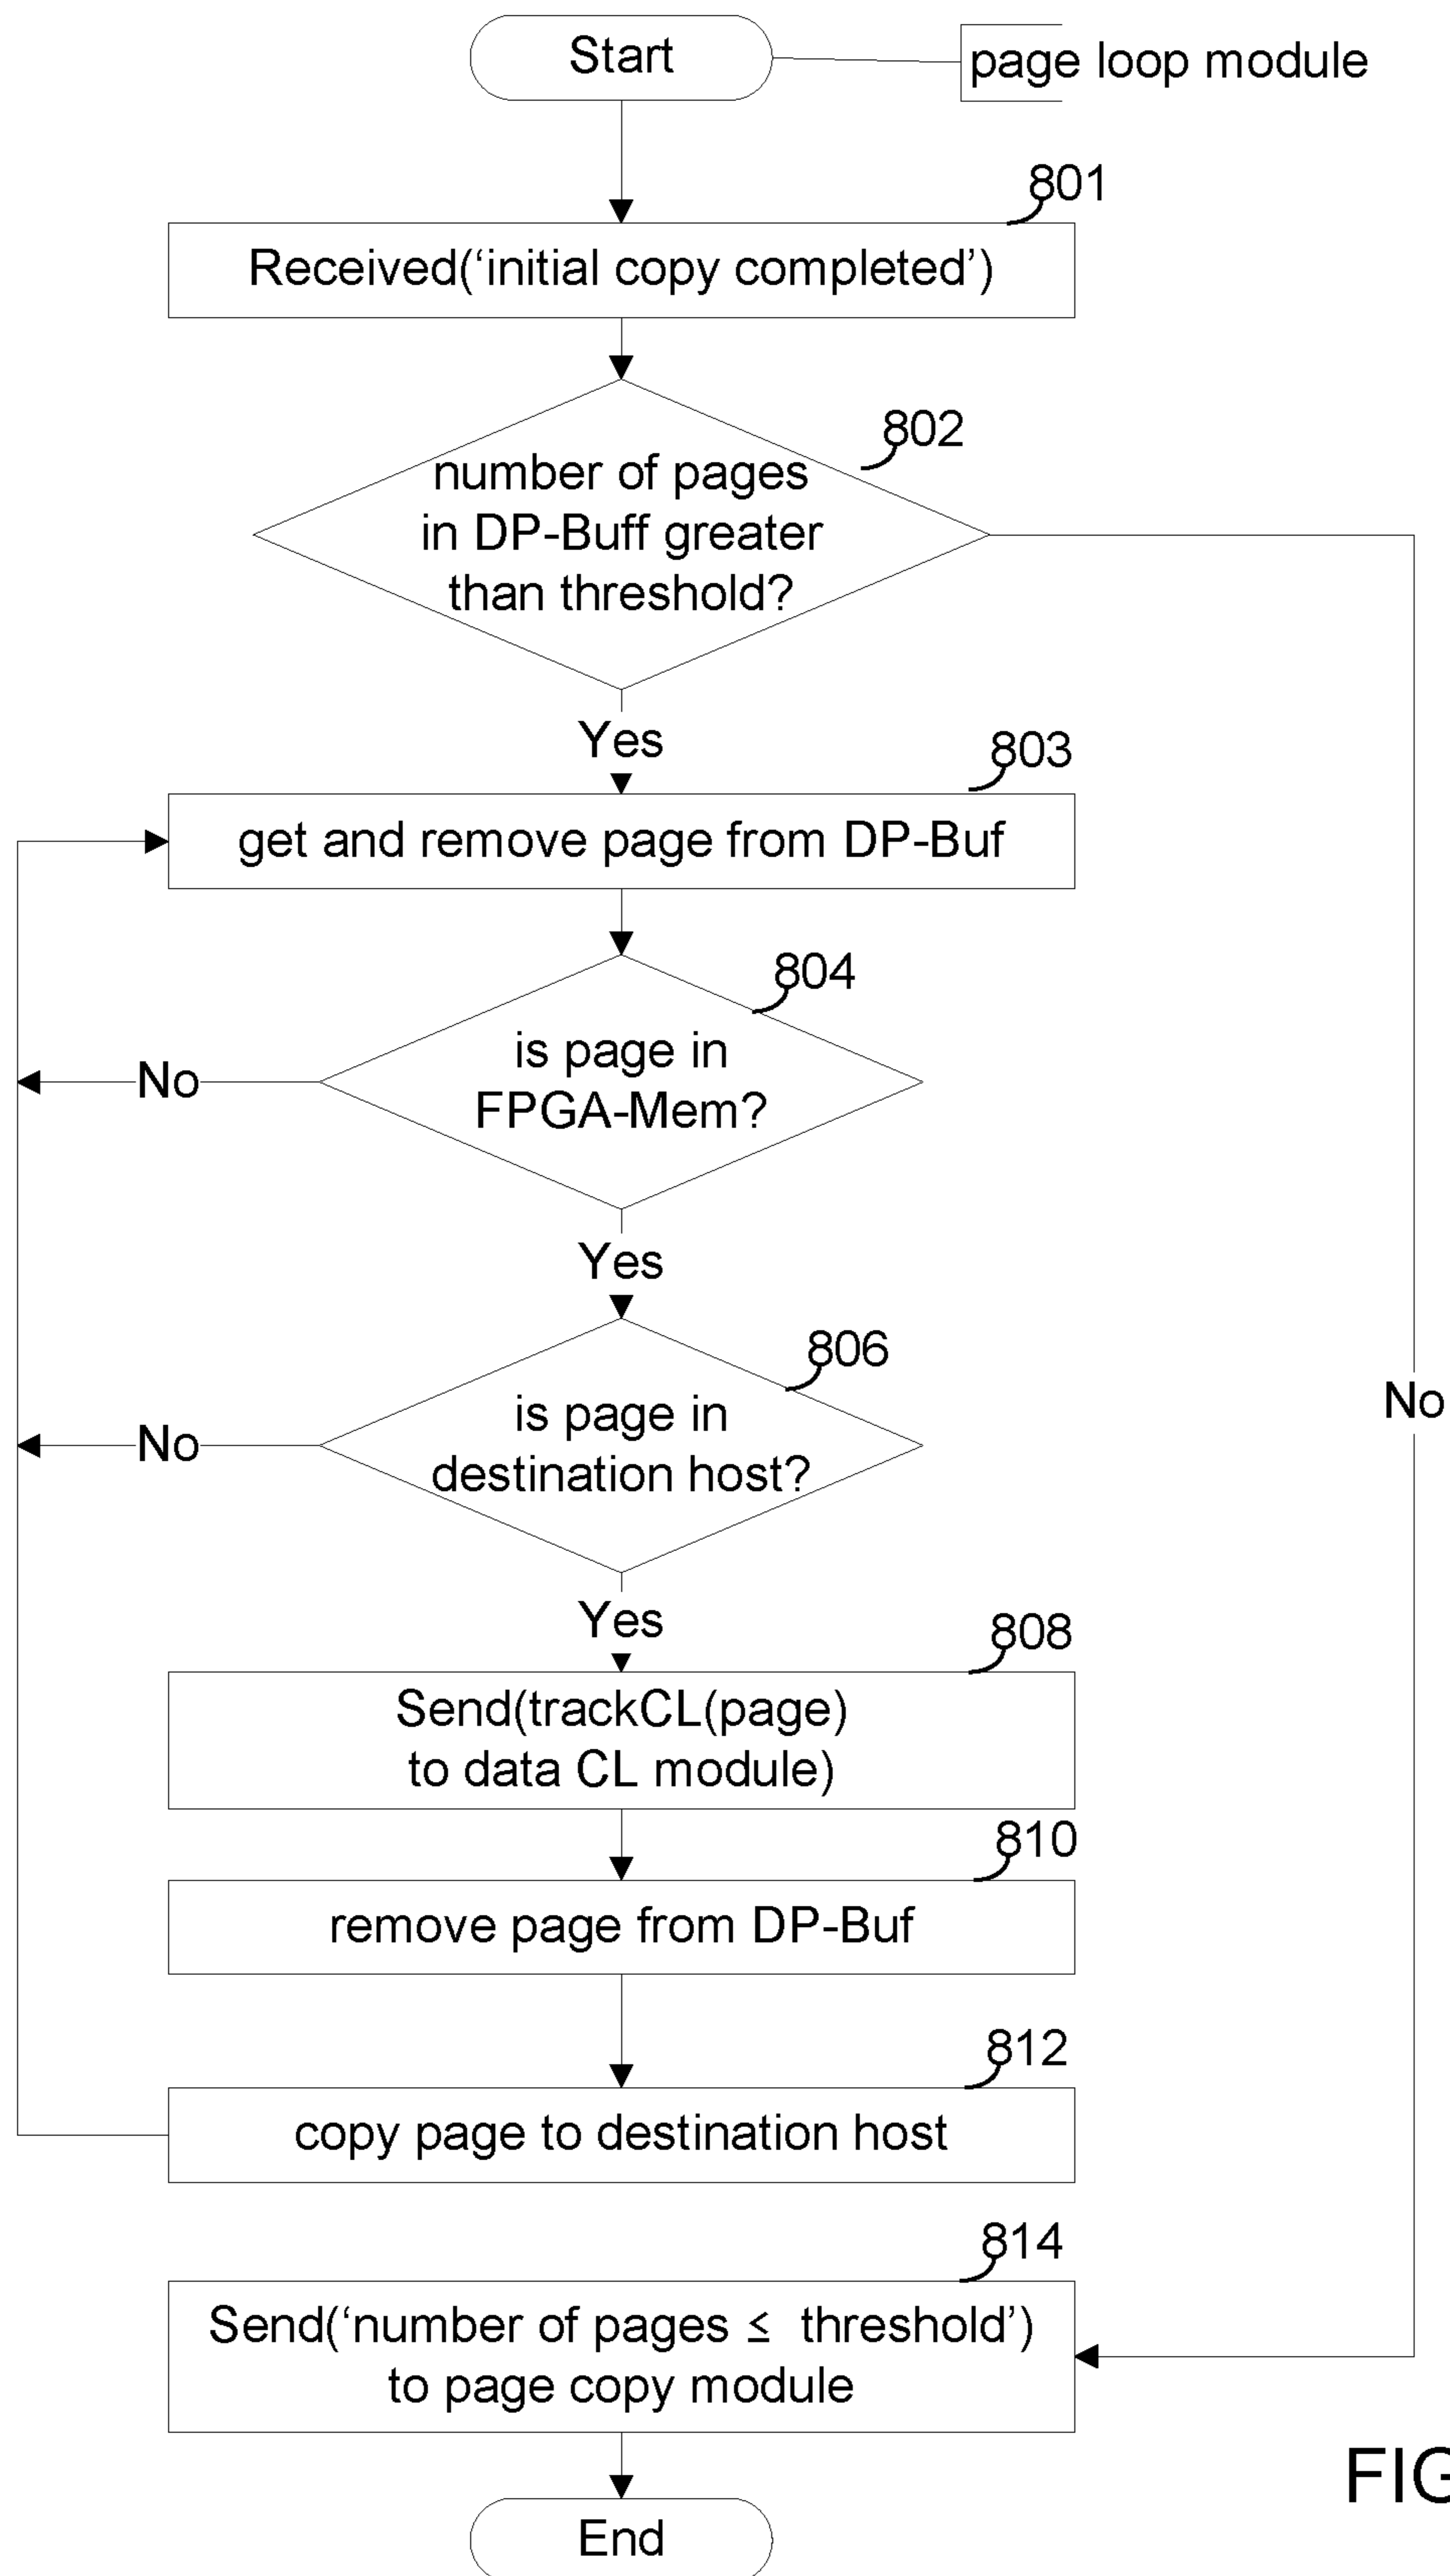 Start
page loop module
801
Received(‘initial copy completed’)
802
number of pages
in DP-Buff greater
than threshold?
Yes
803
get and remove page from DP-Buf
804
is page in
FPGA-Mem?
No
Yes
806
is page in
destination host?
No
No
Yes
808
Send(trackCL(page)
to data CL module)
810
remove page from DP-Buf
812
copy page to destination host
814
Send(‘number of pages ≤ threshold’)
to page copy module
End